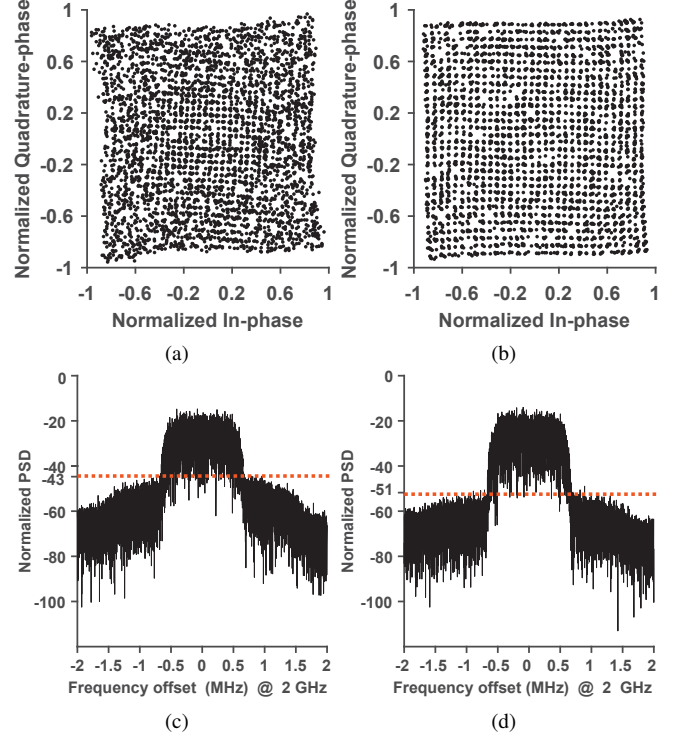 1
0.6
0.2
-0.2
-0.6
-1
Normalized Quadrature-phase
-1 -0.6 -0.2 0.2 0.6 1
Normalized In-phase
(a)
1
0.6
0.2
-0.2
-0.6
-1
Normalized Quadrature-phase
-1 -0.6 -0.2 0.2 0.6 1
Normalized In-phase
(b)
0
-20
-40
-43
-60
-80
-100
Normalized PSD
-2 -1.5 -1 -0.5 0 0.5 1 1.5 2
Frequency offset (MHz) @ 2 GHz
(c)
0
-20
-40
-51
-60
-80
-100
Normalized PSD
-2 -1.5 -1 -0.5 0 0.5 1 1.5 2
Frequency offset (MHz) @ 2 GHz
(d)